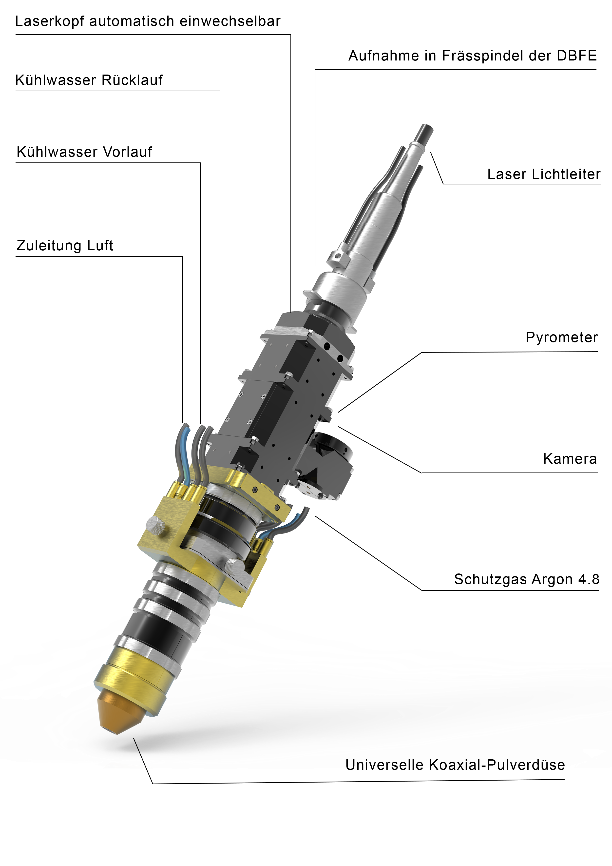 Laserkopf automatisch einwechselbar
Aufnahme in Frässpindel der DBFE
Kühlwasser Rücklauf
Kühlwasser Vorlauf
Laser Lichtleiter
Zuleitung Luft
Pyrometer
Kamera
Schutzgas Argon 4.8
Universelle Koaxial-Pulverdüse